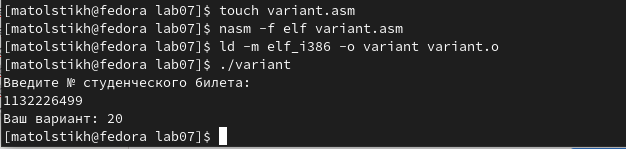 [matolstikh@fedora lab07]$ touch variant.asm
[matolstikh@fedora lab07]$ nasm -f elf variant.asm
[matolstikh@fedora lab07]$ ld -m elf_i386 -o variant variant.o
[matolstikh@fedora lab07]$ ./variant
Введите № студенческого билета:
1132226499
Ваш вариант: 20
[matolstikh@fedora lab07]$